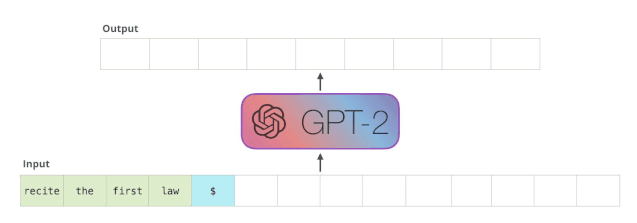 Output
GPT-2
Input
recite the first law $